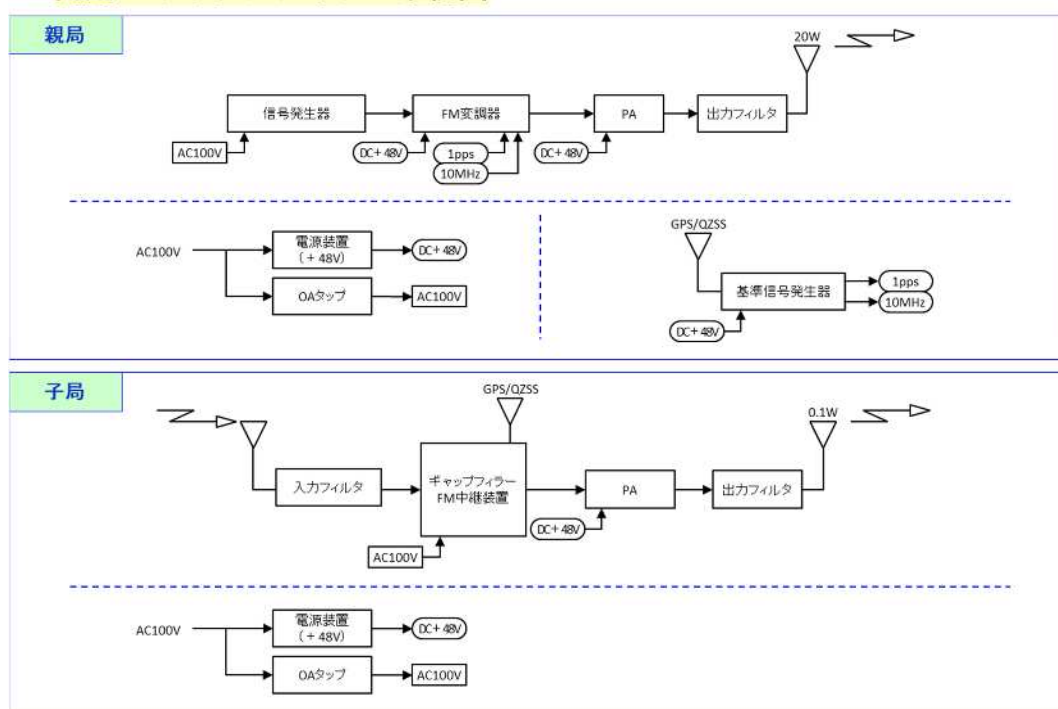 親局
20W
信号発生器
FM変調器
PA
出力フィルタ
AC100V
DC+48V
1pps
10MHz
DC+48V
AC100V
電源装置
(+48V)
DC+48V
OAタップ
AC100V
GPS/QZSS
基準信号発生器
1pps
10MHz
DC+48V
子局
GPS/QZSS
0.1W
入力フィルタ
ギャップフィラー
FM中継装置
PA
出力フィルタ
DC+48V
AC100V
AC100V
電源装置
(+48V)
DC+48V
OAタップ
AC100V